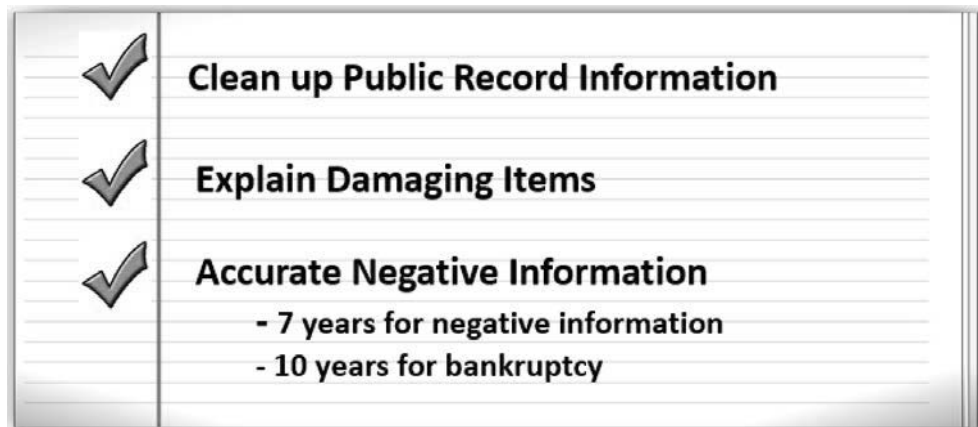 Clean up Public Record Information
Explain Damaging Items
Accurate Negative Information
- 7 years for negative information
- 10 years for bankruptcy